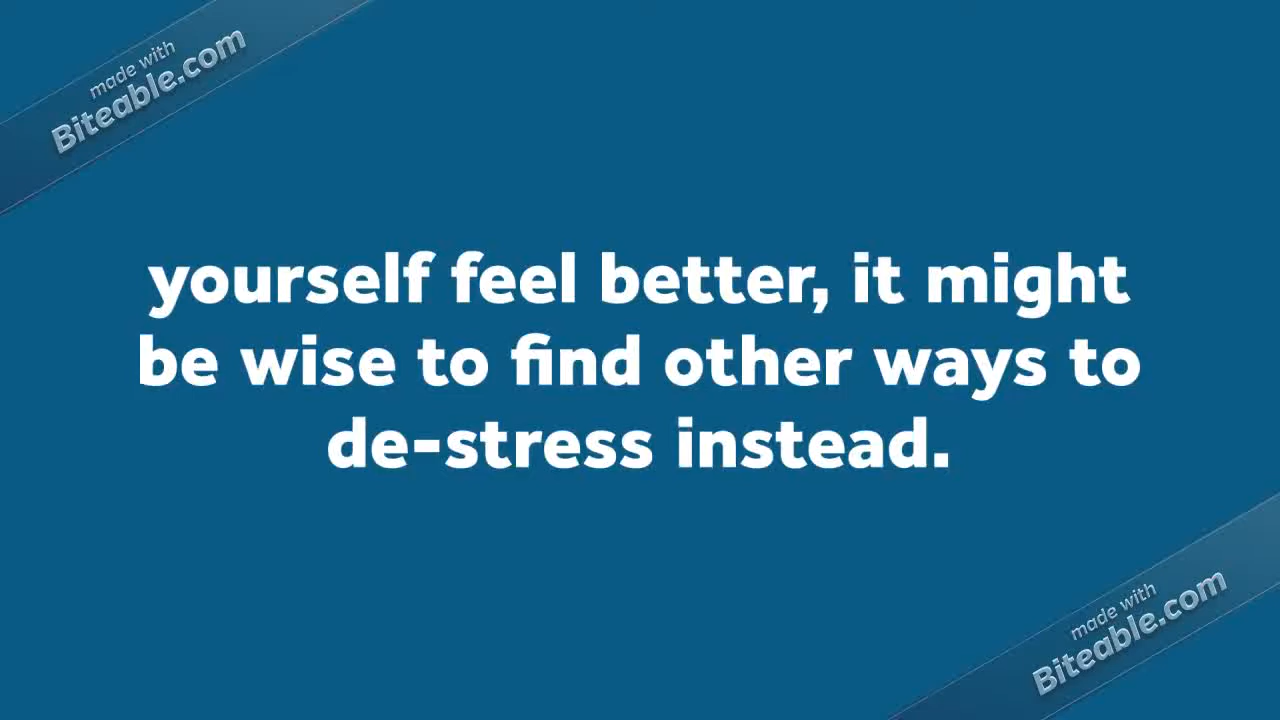 made with
Biteable.com
yourself feel better, it might
be wise to find other ways to
de-stress instead.
made with
Biteable.com